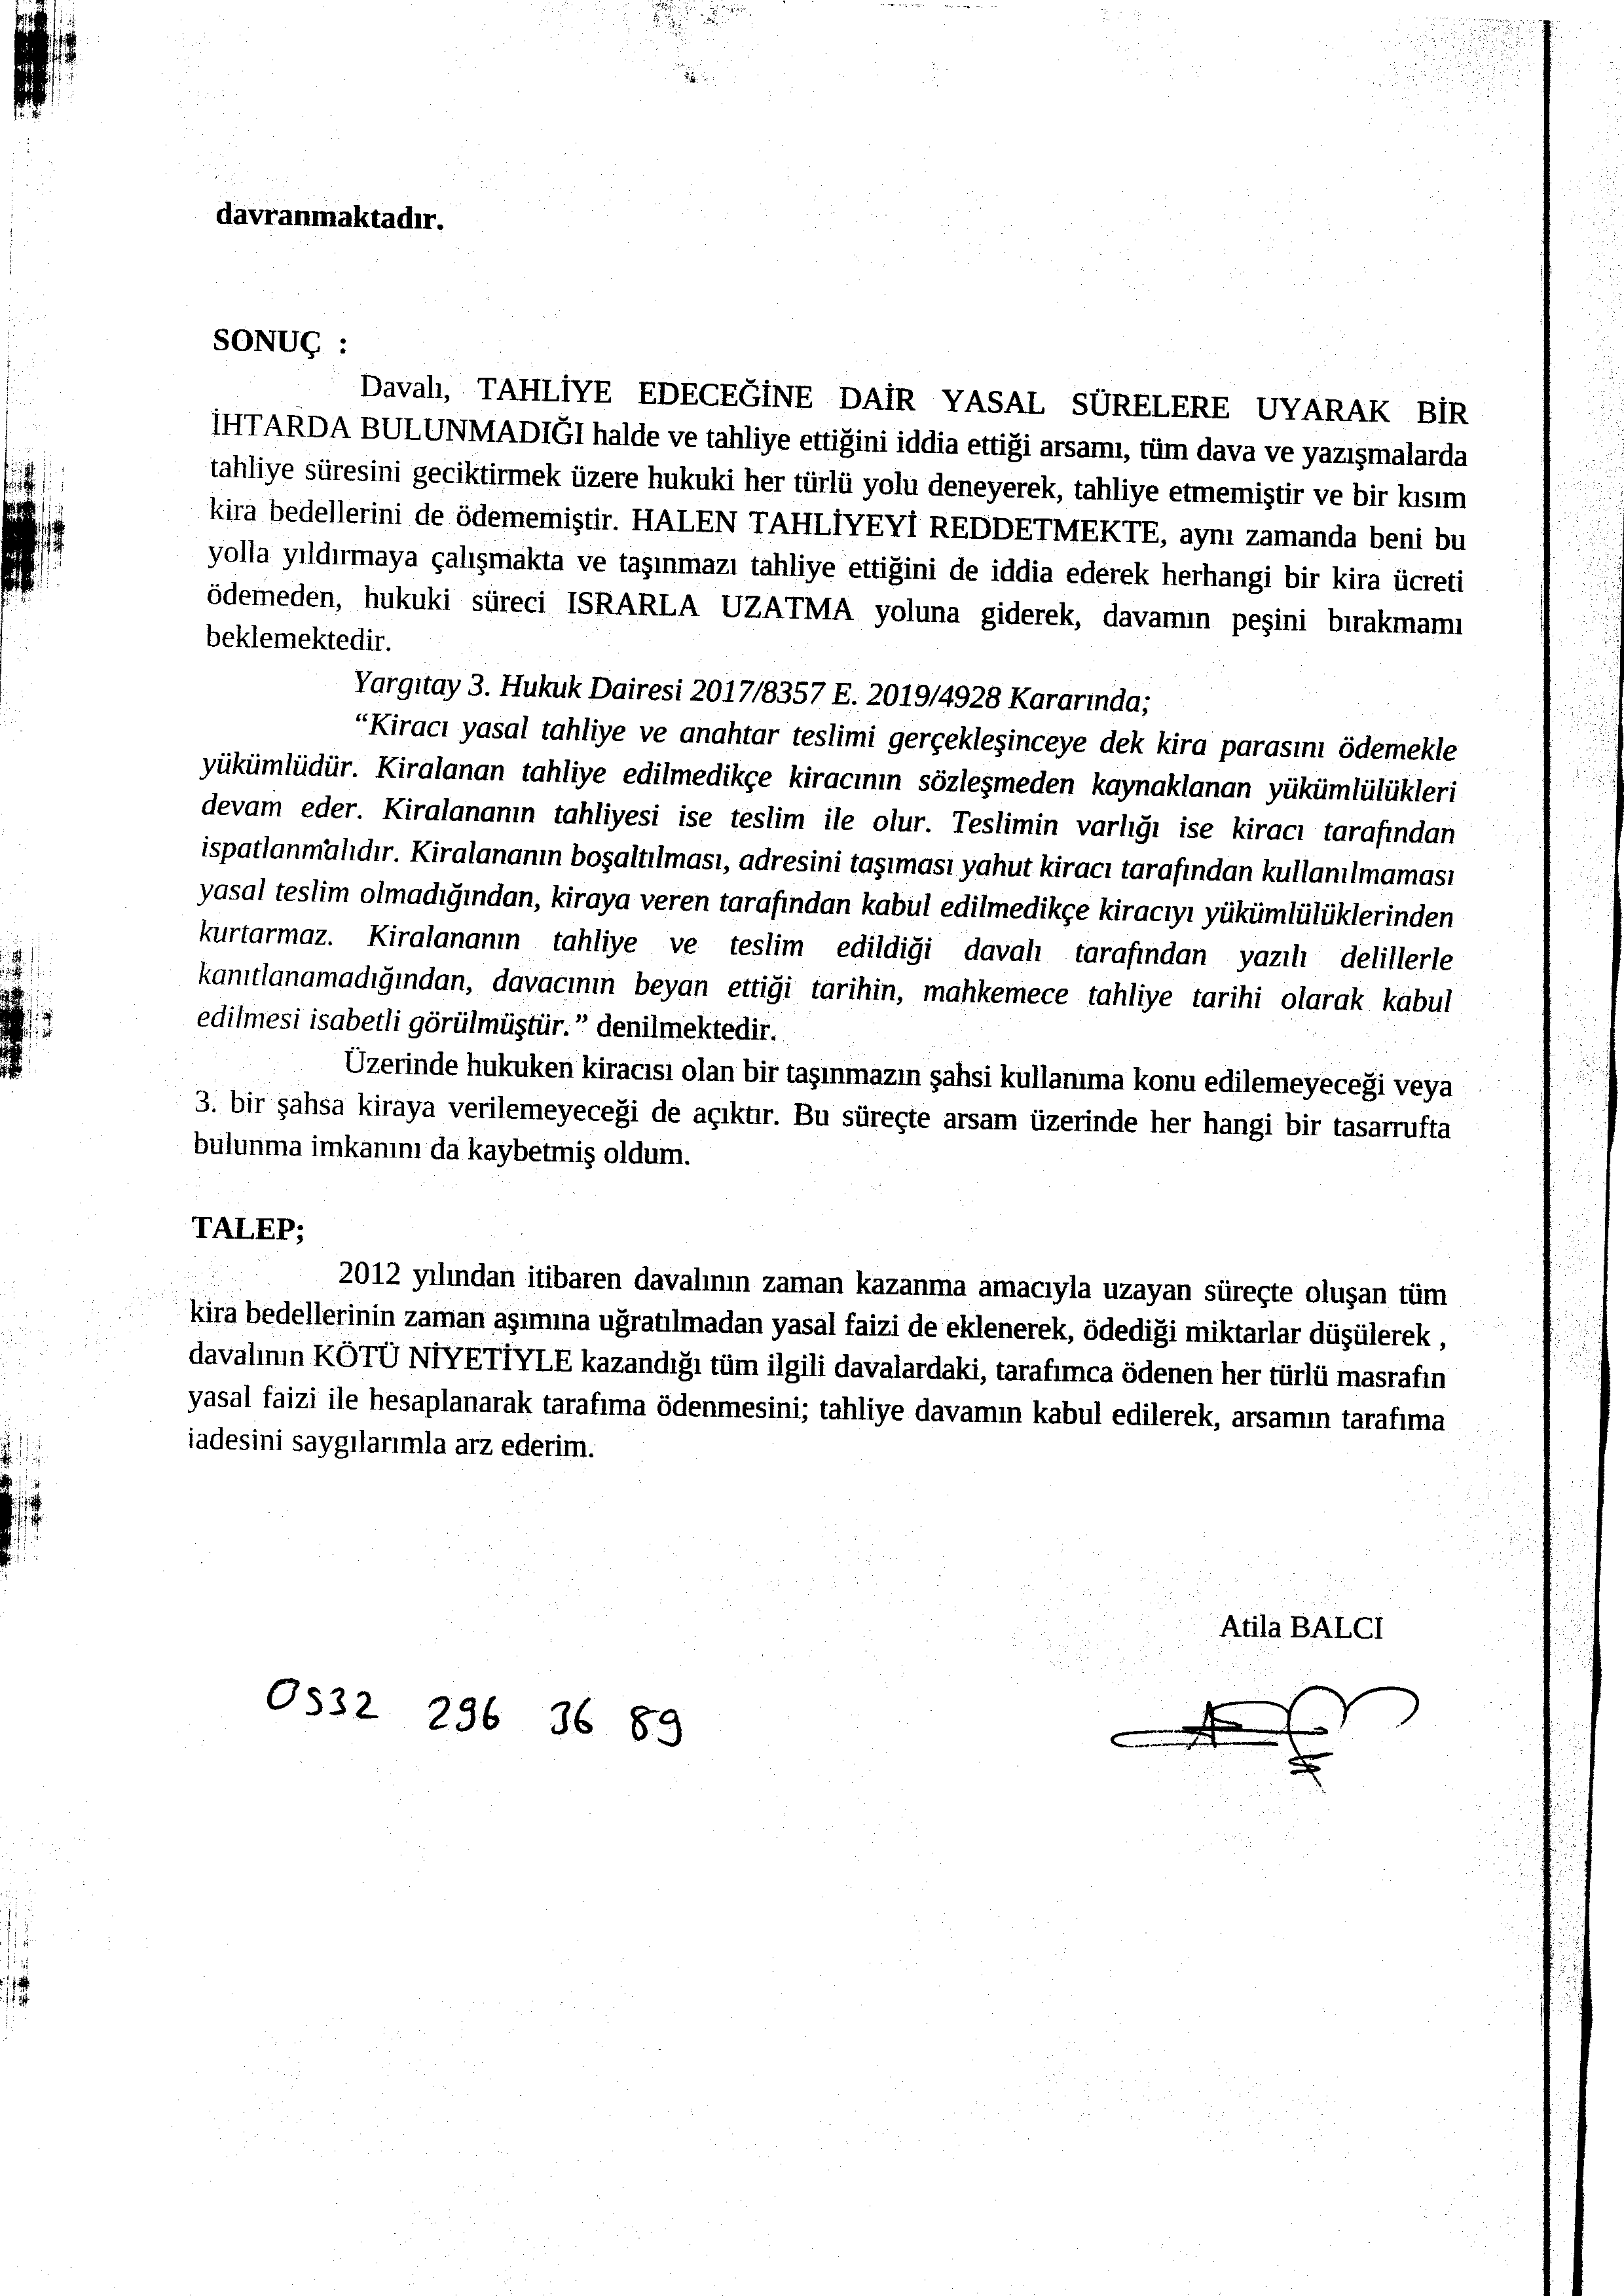 davranmaktadır.
SONUÇ :
Davalı, TAHLİYE EDECEĞİNE DAİR YASAL SÜRELERE UYARAK BİR
İHTARDA BULUNMADIĞI halde ve tahliye ettiğini iddia ettiği arsamı, tüm dava ve yazışmalarda
tahliye süresini geciktirmek üzere hukuki her türlü yolu deneyerek, tahliye etmemiştir ve bir kısım
kira bedellerini de ödememiştir. HALEN TAHLİYEYİ REDDETMEKTE, aynı zamanda beni bu
yolla yıldırmaya çalışmakta ve taşınmazı tahliye ettiğini de iddia ederek herhangi bir kira ücreti
ödemeden, hukuki süreci ISRARLA UZATMA yoluna giderek, davamın peşini bırakmamı
beklemektedir.
Yargıtay 3. Hukuk Dairesi 2017/8357 E. 2019/4928 Kararında;
“Kiracı yasal tahliye ve anahtar teslimi gerçekleşinceye dek kira parasını ödemekle
yükümlüdür. Kiralanan tahliye edilmedikçe kiracının sözleşmeden kaynaklanan yükümlülükleri
devam eder. Kiralananın tahliyesi ise teslim ile olur. Teslimin varlığı ise kiracı tarafından
ispatlanmalıdır. Kiralananın boşaltılması, adresini taşıması yahut kiracı tarafından kullanılmaması
yasal teslim olmadığından, kiraya veren tarafından kabul edilmedikçe kiracıyı yükümlülüklerinden
kurtarmaz. Kiralananın tahliye ve teslim edildiği davalı tarafından yazılı delillerle
kanıtlanamadığından, davacının beyan ettiği tarihin, mahkemece tahliye tarihi olarak kabul
edilmesi isabetli görülmüştür.” denilmektedir.
Üzerinde hukuken kiracısı olan bir taşınmazın şahsi kullanıma konu edilemeyeceği veya
3. bir şahsa kiraya verilemeyeceği de açıktır. Bu süreçte arsam üzerinde her hangi bir tasarrufta
bulunma imkanını da kaybetmiş oldum.
TALEP;
2012 yılından itibaren davalının zaman kazanma amacıyla uzayan süreçte oluşan tüm
kira bedellerinin zaman aşımına uğratılmadan yasal faizi de eklenerek, ödediği miktarlar düşülerek ,
davalının KÖTÜ NİYETİYLE kazandığı tüm ilgili davalardaki, tarafımca ödenen her türlü masrafın
yasal faizi ile hesaplanarak tarafıma ödenmesini; tahliye davamın kabul edilerek, arsamın tarafıma
iadesini saygılarımla arz ederim.
Atila BALCI
0532 296 36 89